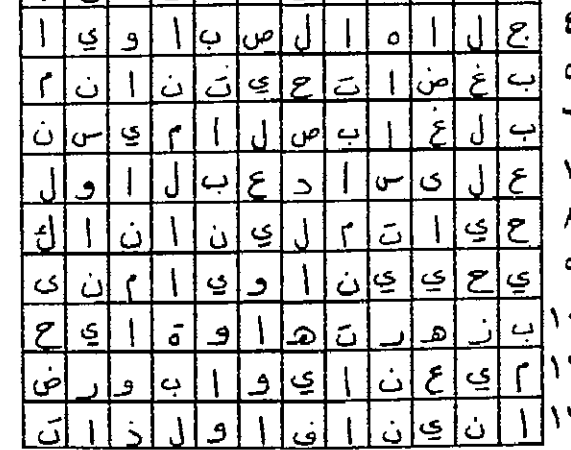 ج ل ا ه ا ل ص ب ا و ي ا
ب غ ض ا ت ح ي ت ن ا ن م
ب ل غ ا ب ص ل ا م ي س ن
ع ل ى س ا د ع ب ل ا و ل
ح ي ا ت م ل ي ن ا ن ا ك
ي ح ي ي ن ا و ي ا م ن ى
ب ز ه ر ت ه ا و ة ا ي ح
م ي ع ن ا ي و ا ب و ر ض
ا ن ي ن ا ف ا و ل ذ ا ت